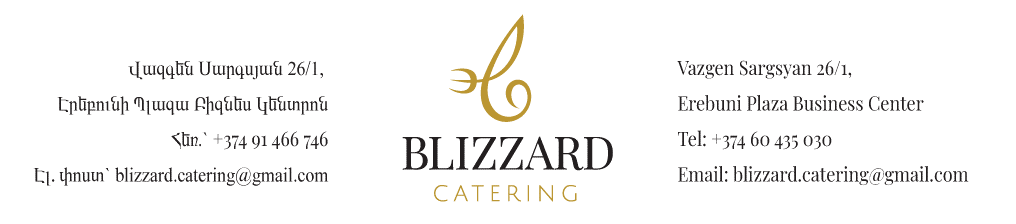 Վազգեն Սարգսյան 26/1,
Էրեբունի Պլազա Բիզնես Կենտրոն
Հեռ.՝ +374 91 466 746
Էլ. փոստ՝ blizzard.catering@gmail.com
BLIZZARD
CATERING
Vazgen Sargsyan 26/1,
Erebuni Plaza Business Center
Tel: +374 60 435 030
Email: blizzard.catering@gmail.com